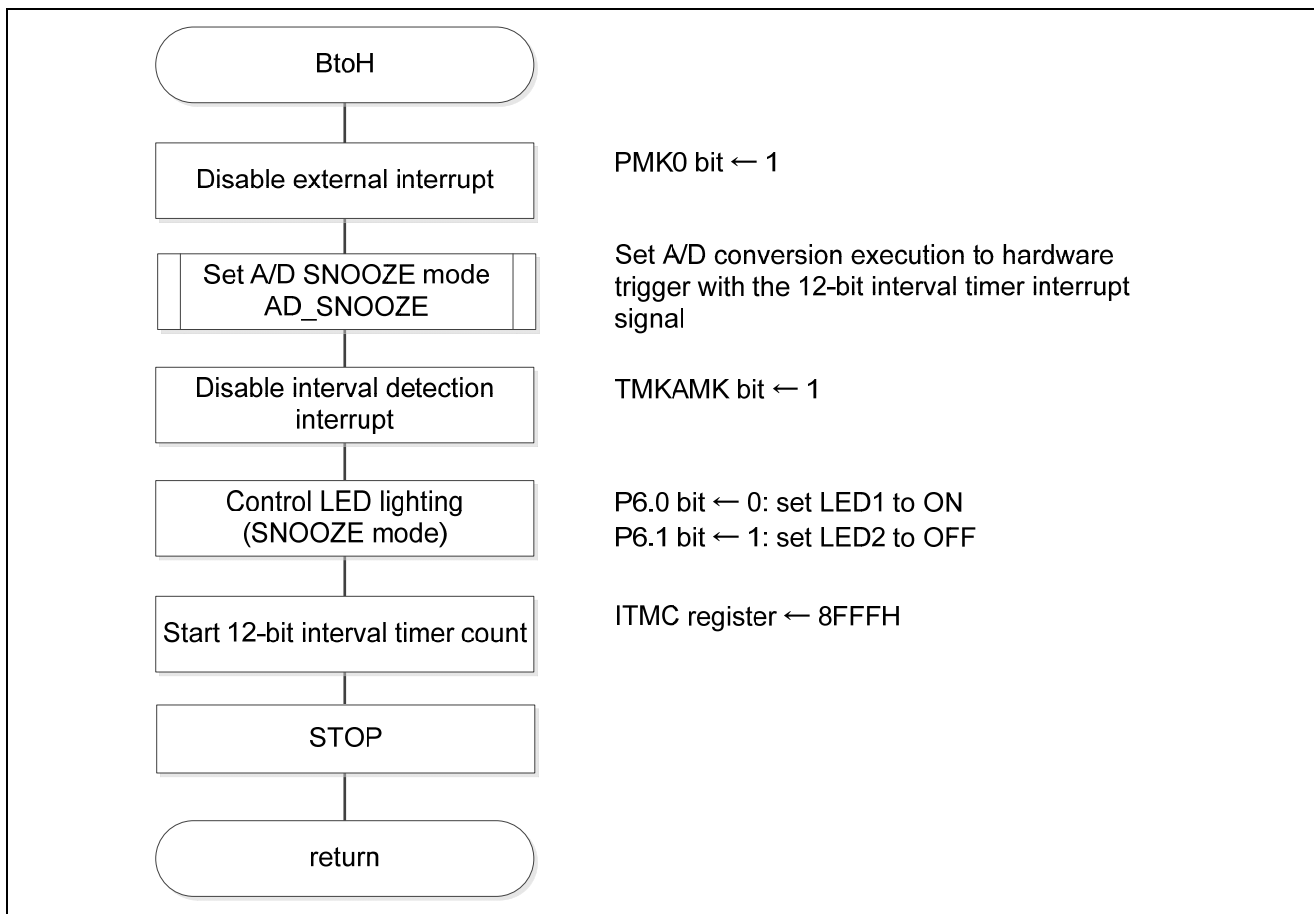 BtoH
Disable external interrupt
PMK0 bit ← 1
Set A/D SNOOZE mode
AD_SNOOZE
Set A/D conversion execution to hardware
trigger with the 12-bit interval timer interrupt
signal
Disable interval detection
interrupt
TMKAMK bit ← 1
Control LED lighting
(SNOOZE mode)
P6.0 bit ← 0: set LED1 to ON
P6.1 bit ← 1: set LED2 to OFF
Start 12-bit interval timer count
ITMC register ← 8FFFH
STOP
return